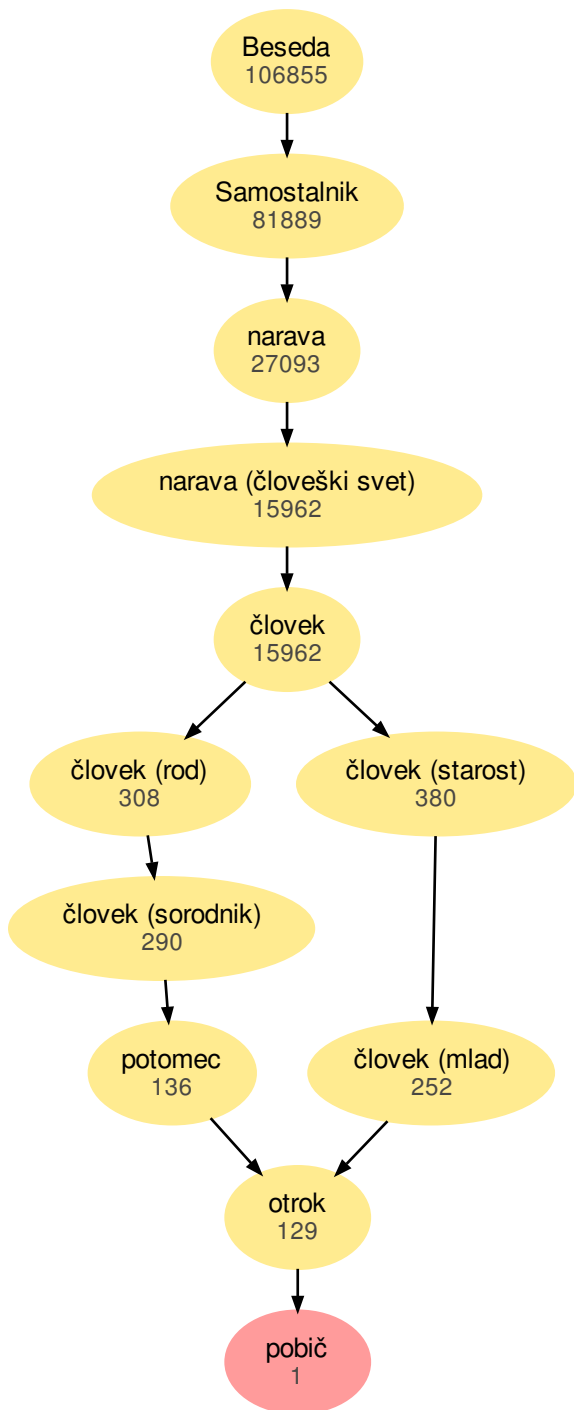 Beseda
106855
Samostalnik
81889
narava
27093
narava (človeški svet)
15962
človek
15962
človek (rod)
308
človek (starost)
380
človek (sorodnik)
290
potomec
136
človek (mlad)
252
otrok
129
pobič
1